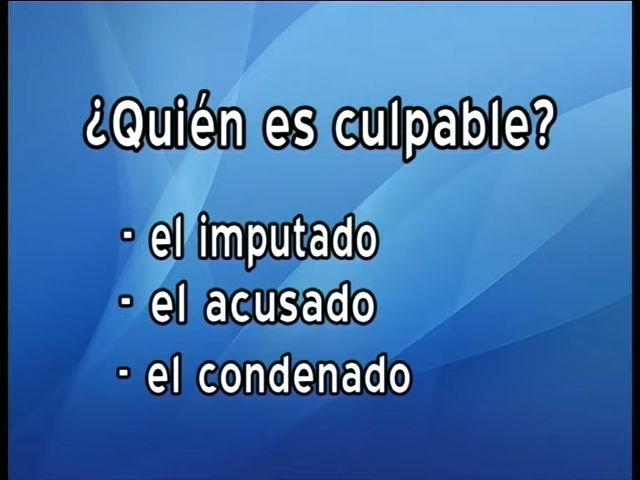 ¿Quién es culpable?
- el imputado
- el acusado
- el condenado